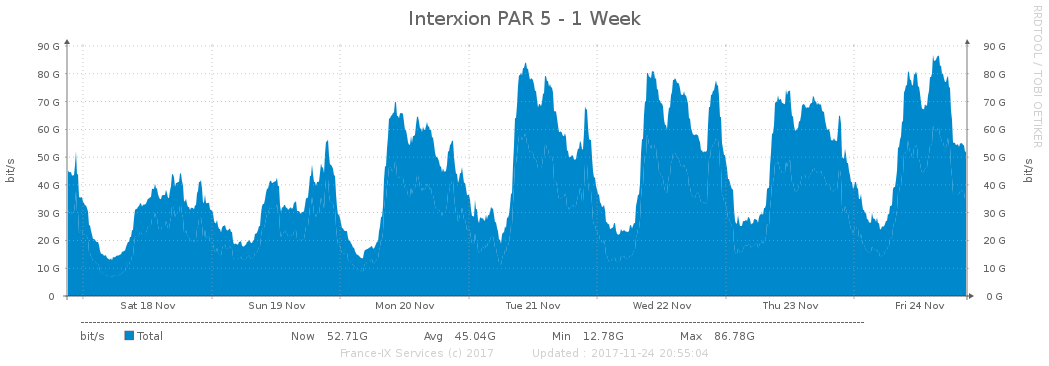 Interxion PAR 5 - 1 Week
RRDTOOL / TOBI OETIKER
bit/s
90 G 90 G
80 G 80 G
70 G 70 G
60 G 60 G
50 G 50 G
40 G 40 G
30 G 30 G
20 G 20 G
10 G 10 G
0 0 G
bit/s
Sat 18 Nov Sun 19 Nov Mon 20 Nov Tue 21 Nov Wed 22 Nov Thu 23 Nov Fri 24 Nov
bit/s Total Now 52.71G Avg 45.04G Min 12.78G Max 86.78G
France-IX Services (c) 2017 Updated : 2017-11-24 20:55:04